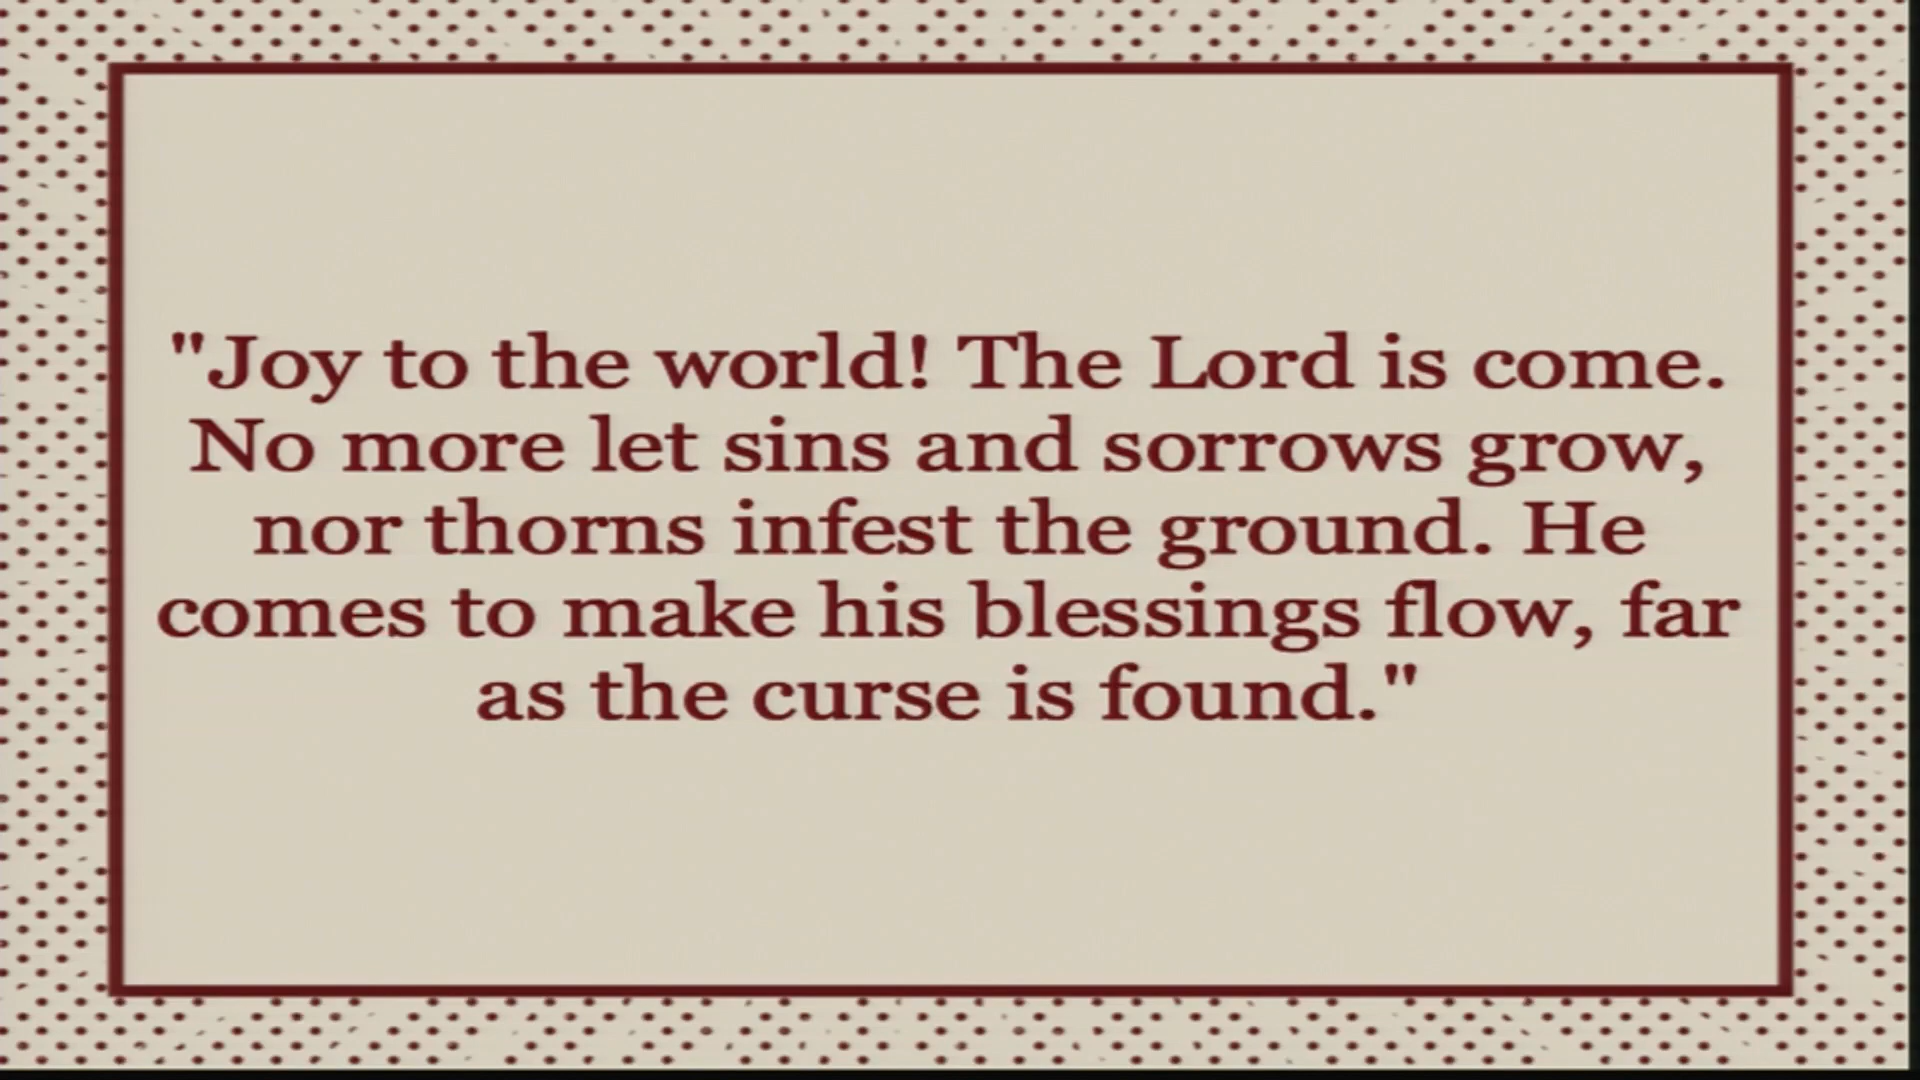 "Joy to the world! The Lord is come.
No more let sins and sorrows grow,
nor thorns infest the ground. He
comes to make his blessings flow, far
as the curse is found."